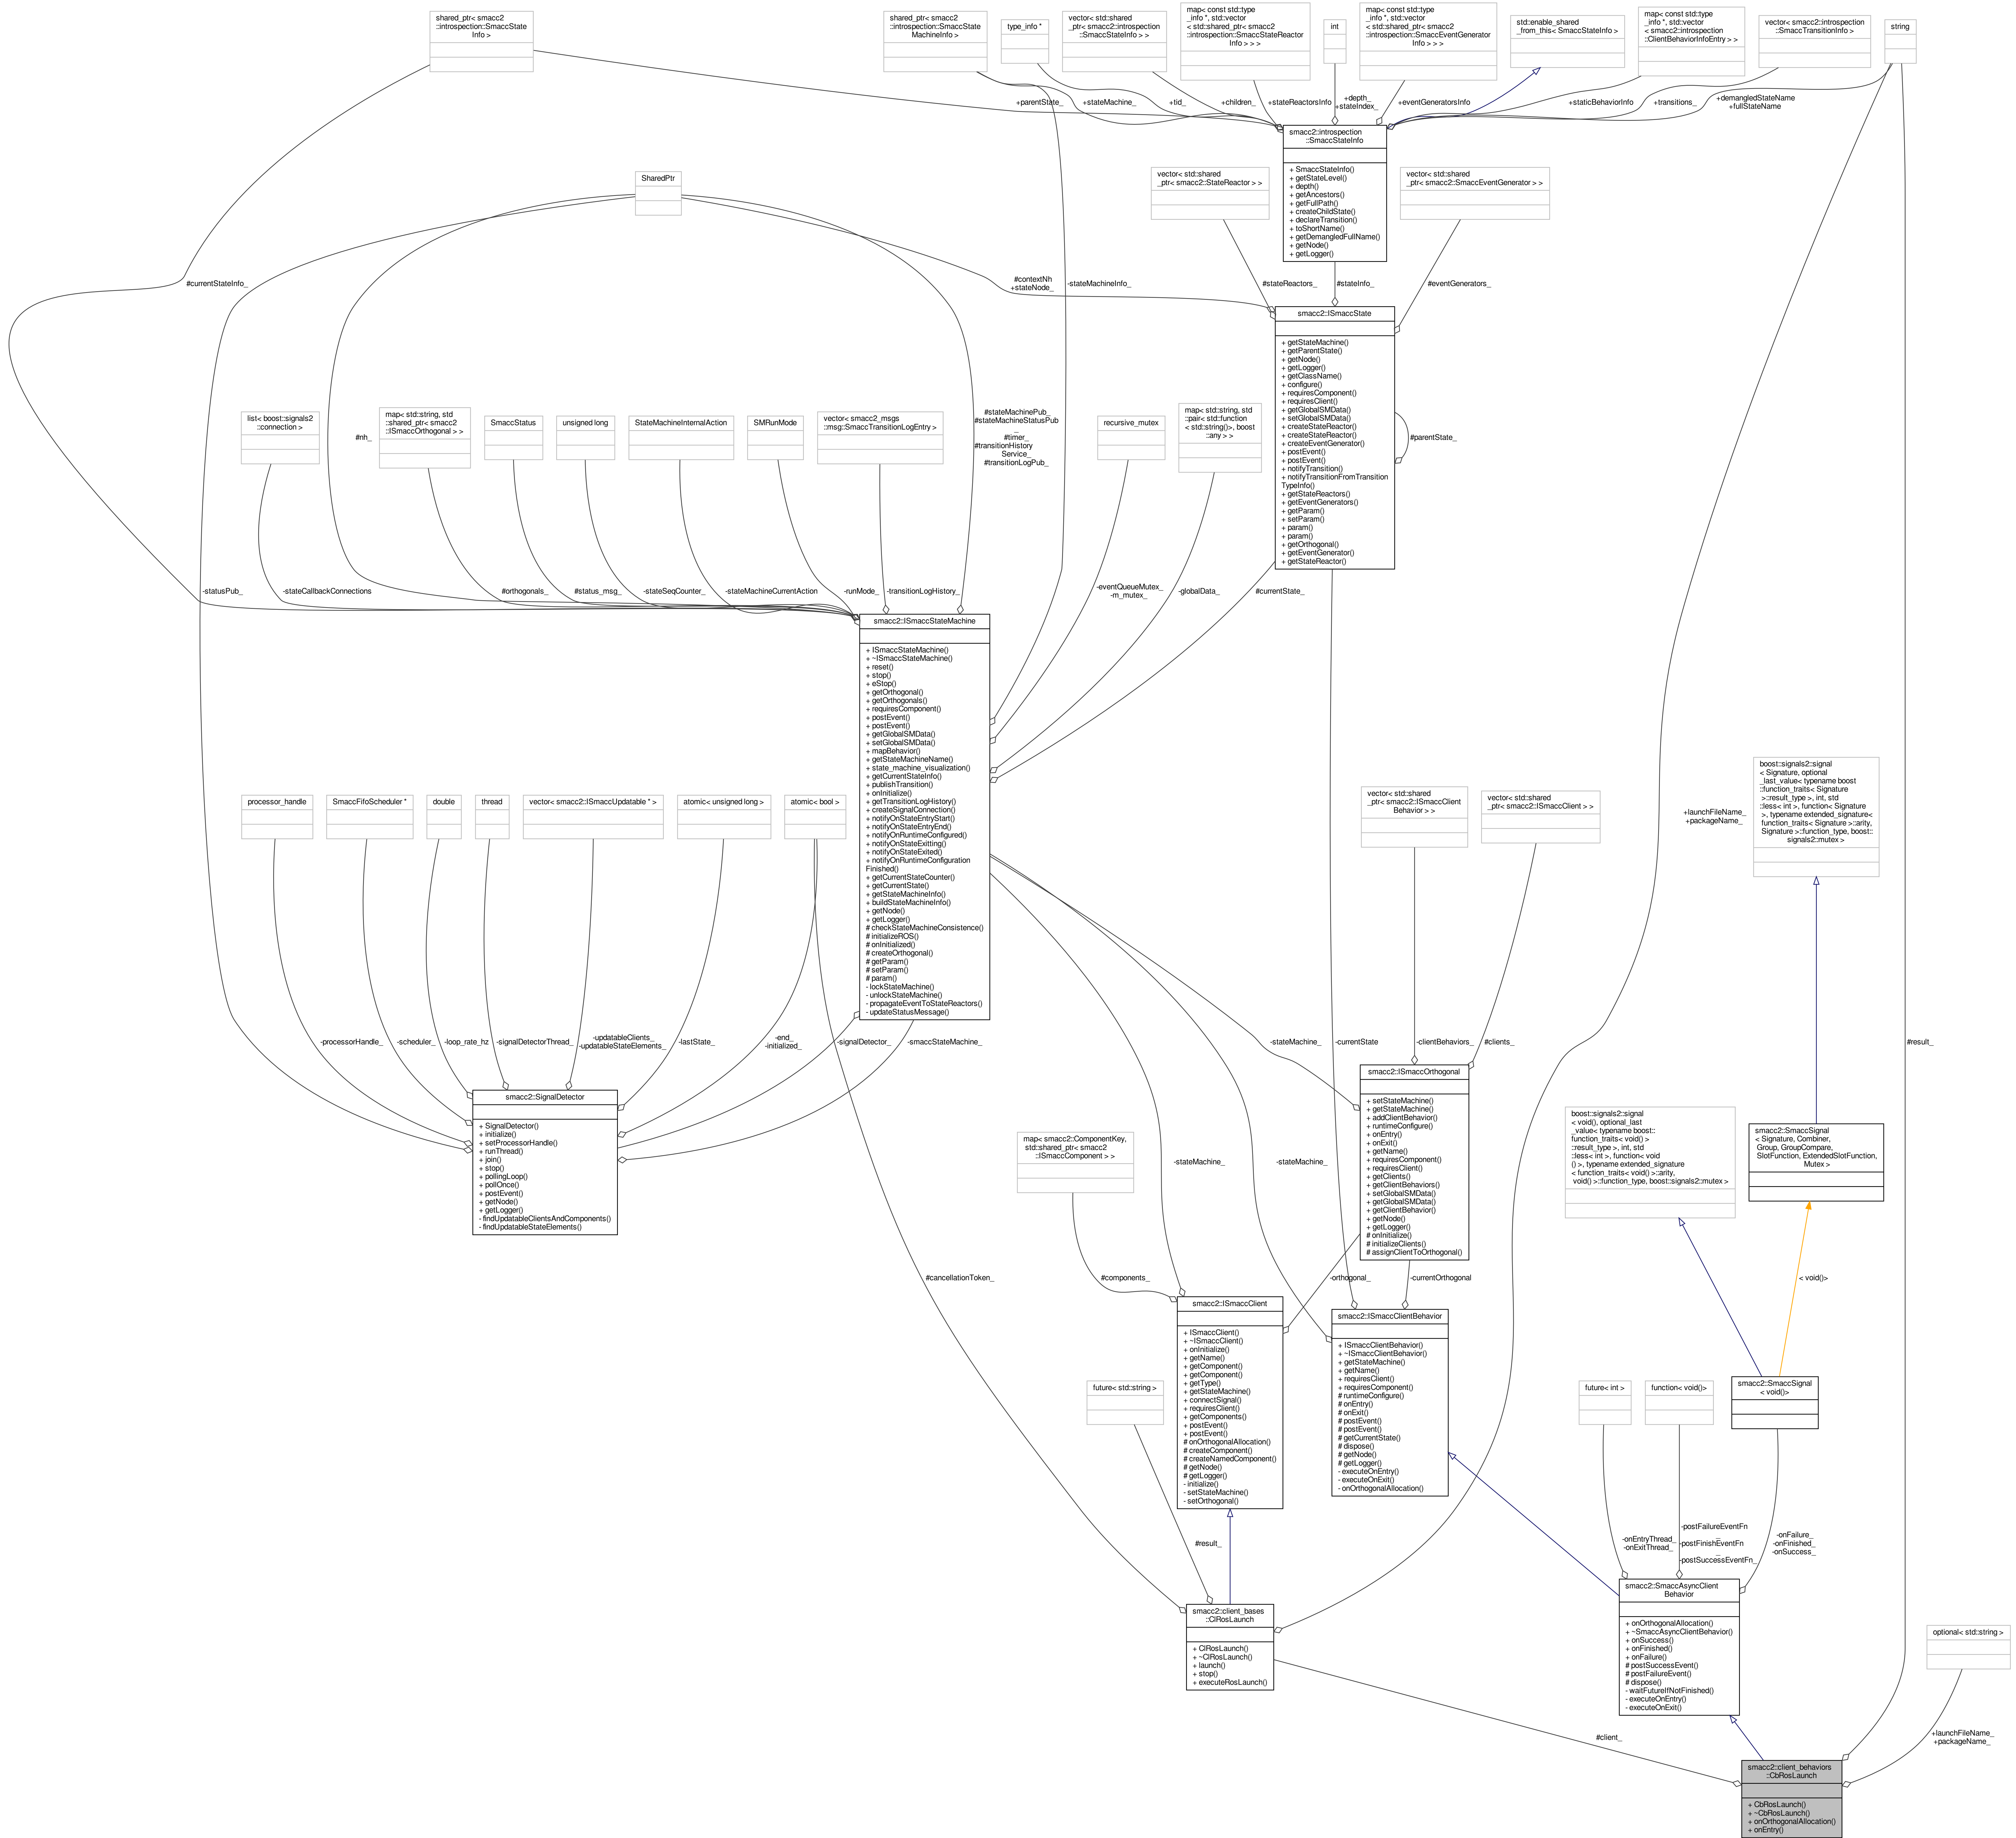 shared_ptr< smacc2
::introspection::SmaccState
Info >
shared_ptr< smacc2
::introspection::SmaccState
MachineInfo >
type_info *
vector< std::shared
_ptr< smacc2::introspection
::SmaccStateInfo > >
map< const std::type
_info *, std::vector
< std::shared_ptr< smacc2
::introspection::SmaccStateReactor
Info > > >
int
map< const std::type
_info *, std::vector
< std::shared_ptr< smacc2
::introspection::SmaccEventGenerator
Info > > >
std::enable_shared
_from_this< SmaccStateInfo >
map< const std::type
_info *, std::vector
< smacc2::introspection
::ClientBehaviorInfoEntry > >
vector< smacc2::introspection
::SmaccTransitionInfo >
string
+parentState_
+stateMachine_
+tid_
+children_
+stateReactorsInfo
+depth_
+stateIndex_
+eventGeneratorsInfo
+staticBehaviorInfo
+transitions_
+demangledStateName
+fullStateName
smacc2::introspection
::SmaccStateInfo
+ SmaccStateInfo()
+ getStateLevel()
+ depth()
+ getAncestors()
+ getFullPath()
+ createChildState()
+ declareTransition()
+ toShortName()
+ getDemangledFullName()
+ getNode()
+ getLogger()
SharedPtr
vector< std::shared
_ptr< smacc2::StateReactor > >
vector< std::shared
_ptr< smacc2::SmaccEventGenerator > >
#currentStateInfo_
#contextNh
+stateNode_
-stateMachineInfo_
#stateReactors_
#stateInfo_
#eventGenerators_
smacc2::ISmaccState
+ getStateMachine()
+ getParentState()
+ getNode()
+ getLogger()
+ getClassName()
+ configure()
+ requiresComponent()
+ requiresClient()
+ getGlobalSMData()
+ setGlobalSMData()
+ createStateReactor()
+ createStateReactor()
+ createEventGenerator()
+ postEvent()
+ postEvent()
+ notifyTransition()
+ notifyTransitionFromTransition
TypeInfo()
+ getStateReactors()
+ getEventGenerators()
+ getParam()
+ setParam()
+ param()
+ param()
+ getOrthogonal()
+ getEventGenerator()
+ getStateReactor()
#parentState_
list< boost::signals2
::connection >
map< std::string, std
::shared_ptr< smacc2
::ISmaccOrthogonal > >
SmaccStatus
unsigned long
StateMachineInternalAction
SMRunMode
vector< smacc2_msgs
::msg::SmaccTransitionLogEntry >
#nh_
#stateMachinePub_
#stateMachineStatusPub
_
#timer_
#transitionHistory
Service_
#transitionLogPub_
recursive_mutex
map< std::string, std
::pair< std::function
< std::string()>, boost
::any > >
-statusPub_
-stateCallbackConnections
#orthogonals_
#status_msg_
-stateSeqCounter_
-stateMachineCurrentAction
-runMode_
-transitionLogHistory_
-eventQueueMutex_
-m_mutex_
-globalData_
#currentState_
smacc2::ISmaccStateMachine
+ ISmaccStateMachine()
+ ~ISmaccStateMachine()
+ reset()
+ stop()
+ eStop()
+ getOrthogonal()
+ getOrthogonals()
+ requiresComponent()
+ postEvent()
+ postEvent()
+ getGlobalSMData()
+ setGlobalSMData()
+ mapBehavior()
+ getStateMachineName()
+ state_machine_visualization()
+ getCurrentStateInfo()
+ publishTransition()
+ onInitialize()
+ getTransitionLogHistory()
+ createSignalConnection()
+ notifyOnStateEntryStart()
+ notifyOnStateEntryEnd()
+ notifyOnRuntimeConfigured()
+ notifyOnStateExitting()
+ notifyOnStateExited()
+ notifyOnRuntimeConfiguration
Finished()
+ getCurrentStateCounter()
+ getCurrentState()
+ getStateMachineInfo()
+ buildStateMachineInfo()
+ getNode()
+ getLogger()
# checkStateMachineConsistence()
# initializeROS()
# onInitialized()
# createOrthogonal()
# getParam()
# setParam()
# param()
- lockStateMachine()
- unlockStateMachine()
- propagateEventToStateReactors()
- updateStatusMessage()
processor_handle
SmaccFifoScheduler *
double
thread
vector< smacc2::ISmaccUpdatable * >
atomic< unsigned long >
atomic< bool >
-processorHandle_
-scheduler_
-loop_rate_hz
-signalDetectorThread_
-updatableClients_
-updatableStateElements_
-lastState_
-end_
-initialized_
-signalDetector_
-smaccStateMachine_
smacc2::SignalDetector
+ SignalDetector()
+ initialize()
+ setProcessorHandle()
+ runThread()
+ join()
+ stop()
+ pollingLoop()
+ pollOnce()
+ postEvent()
+ getNode()
+ getLogger()
- findUpdatableClientsAndComponents()
- findUpdatableStateElements()
vector< std::shared
_ptr< smacc2::ISmaccClient
Behavior > >
vector< std::shared
_ptr< smacc2::ISmaccClient > >
+launchFileName_
+packageName_
boost::signals2::signal
< Signature, optional
_last_value< typename boost
::function_traits< Signature
>::result_type >, int, std
::less< int >, function< Signature
>, typename extended_signature<
function_traits< Signature >::arity,
Signature >::function_type, boost::
signals2::mutex >
-stateMachine_
-currentState
-clientBehaviors_
#clients_
#result_
smacc2::ISmaccOrthogonal
+ setStateMachine()
+ getStateMachine()
+ addClientBehavior()
+ runtimeConfigure()
+ onEntry()
+ onExit()
+ getName()
+ requiresComponent()
+ requiresClient()
+ getClients()
+ getClientBehaviors()
+ setGlobalSMData()
+ getGlobalSMData()
+ getClientBehavior()
+ getNode()
+ getLogger()
# onInitialize()
# initializeClients()
# assignClientToOrthogonal()
map< smacc2::ComponentKey,
std::shared_ptr< smacc2
::ISmaccComponent > >
-stateMachine_
-stateMachine_
boost::signals2::signal
< void(), optional_last
_value< typename boost::
function_traits< void() >
::result_type >, int, std
::less< int >, function< void
() >, typename extended_signature
< function_traits< void() >::arity,
void() >::function_type, boost::signals2::mutex >
smacc2::SmaccSignal
< Signature, Combiner,
Group, GroupCompare,
SlotFunction, ExtendedSlotFunction,
Mutex >
#cancellationToken_
#components_
-orthogonal_
-currentOrthogonal
< void()>
smacc2::ISmaccClient
+ ISmaccClient()
+ ~ISmaccClient()
+ onInitialize()
+ getName()
+ getComponent()
+ getComponent()
+ getType()
+ getStateMachine()
+ connectSignal()
+ requiresClient()
+ getComponents()
+ postEvent()
+ postEvent()
# onOrthogonalAllocation()
# createComponent()
# createNamedComponent()
# getNode()
# getLogger()
- initialize()
- setStateMachine()
- setOrthogonal()
smacc2::ISmaccClientBehavior
+ ISmaccClientBehavior()
+ ~ISmaccClientBehavior()
+ getStateMachine()
+ getName()
+ requiresClient()
+ requiresComponent()
# runtimeConfigure()
# onEntry()
# onExit()
# postEvent()
# postEvent()
# getCurrentState()
# dispose()
# getNode()
# getLogger()
- executeOnEntry()
- executeOnExit()
- onOrthogonalAllocation()
future< std::string >
future< int >
function< void()>
smacc2::SmaccSignal
< void()>
#result_
-onEntryThread_
-onExitThread_
-postFailureEventFn
_
-postFinishEventFn
_
-postSuccessEventFn_
-onFailure_
-onFinished_
-onSuccess_
smacc2::client_bases
::ClRosLaunch
+ ClRosLaunch()
+ ~ClRosLaunch()
+ launch()
+ stop()
+ executeRosLaunch()
smacc2::SmaccAsyncClient
Behavior
+ onOrthogonalAllocation()
+ ~SmaccAsyncClientBehavior()
+ onSuccess()
+ onFinished()
+ onFailure()
# postSuccessEvent()
# postFailureEvent()
# dispose()
- waitFutureIfNotFinished()
- executeOnEntry()
- executeOnExit()
optional< std::string >
#client_
+launchFileName_
+packageName_
smacc2::client_behaviors
::CbRosLaunch
+ CbRosLaunch()
+ ~CbRosLaunch()
+ onOrthogonalAllocation()
+ onEntry()